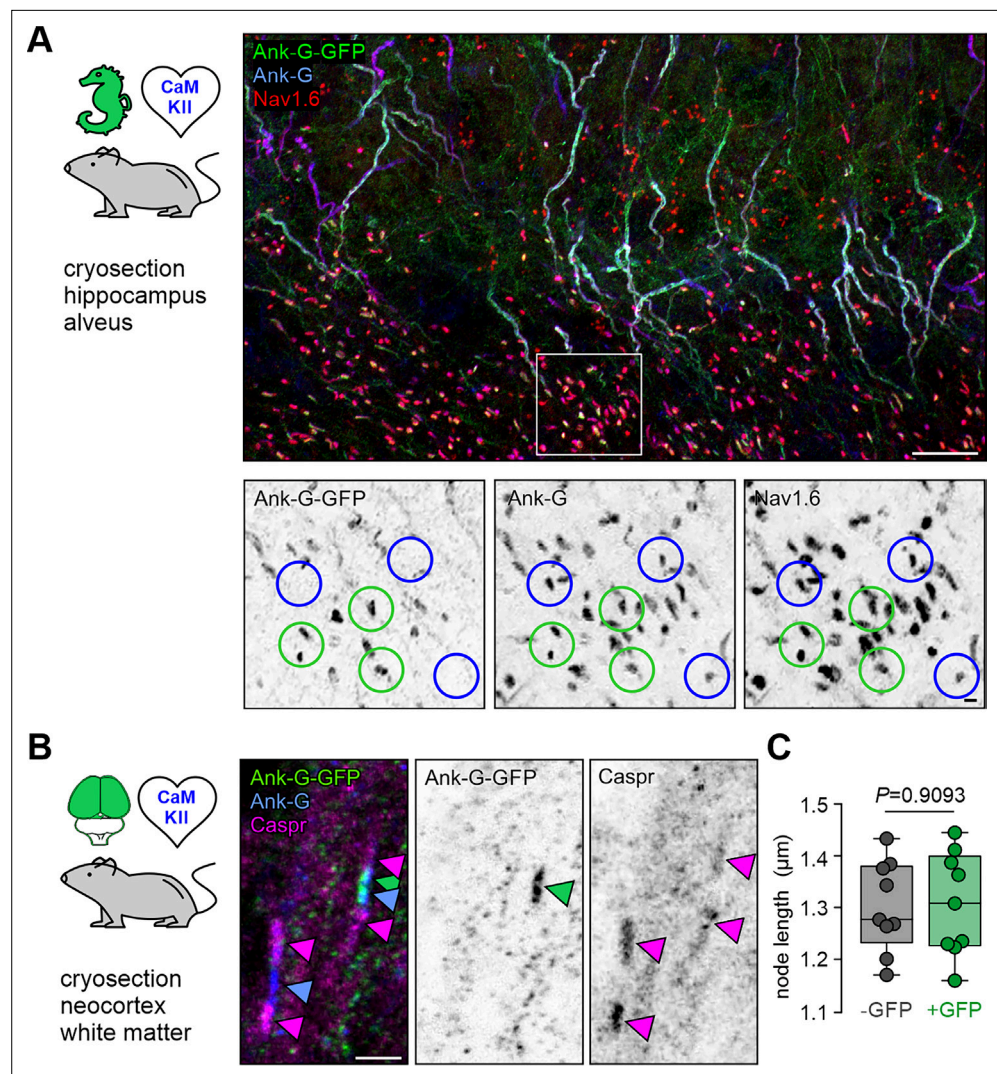 A
CaM
KII
cryosection
hippocampus
alveus
Ank-G-GFP
Ank-G
Nav1.6
Ank-G-GFP
Ank-G
Nav1.6
B
CaM
KII
cryosection
neocortex
white matter
Ank-G-GFP
Ank-G
Caspr
Ank-G-GFP
Caspr
C
P=0.9093
node length (µm)
1.5
1.4
1.3
1.2
1.1
-GFP
+GFP